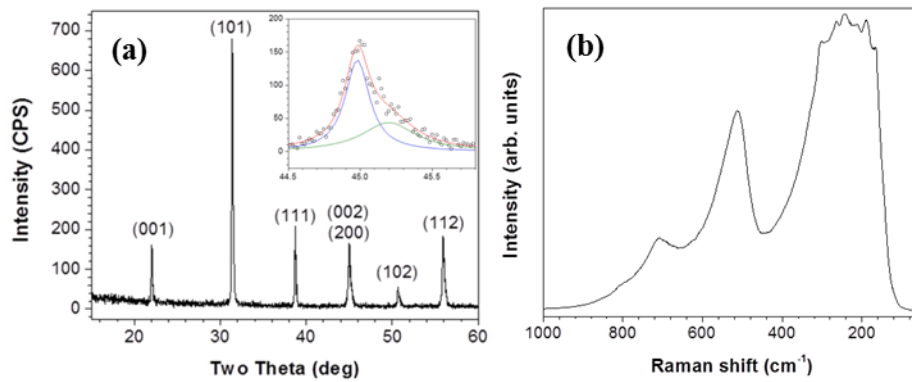 (a)
Intensity (CPS)
700
600
500
400
300
200
100
0
(001)
(101)
(111)
(002)
(200)
(102)
(112)
200
150
100
50
0
44.5 45.0 45.5
20 30 40 50 60
Two Theta (deg)
(b)
Intensity (arb. units)
1000 800 600 400 200
Raman shift (cm⁻¹)